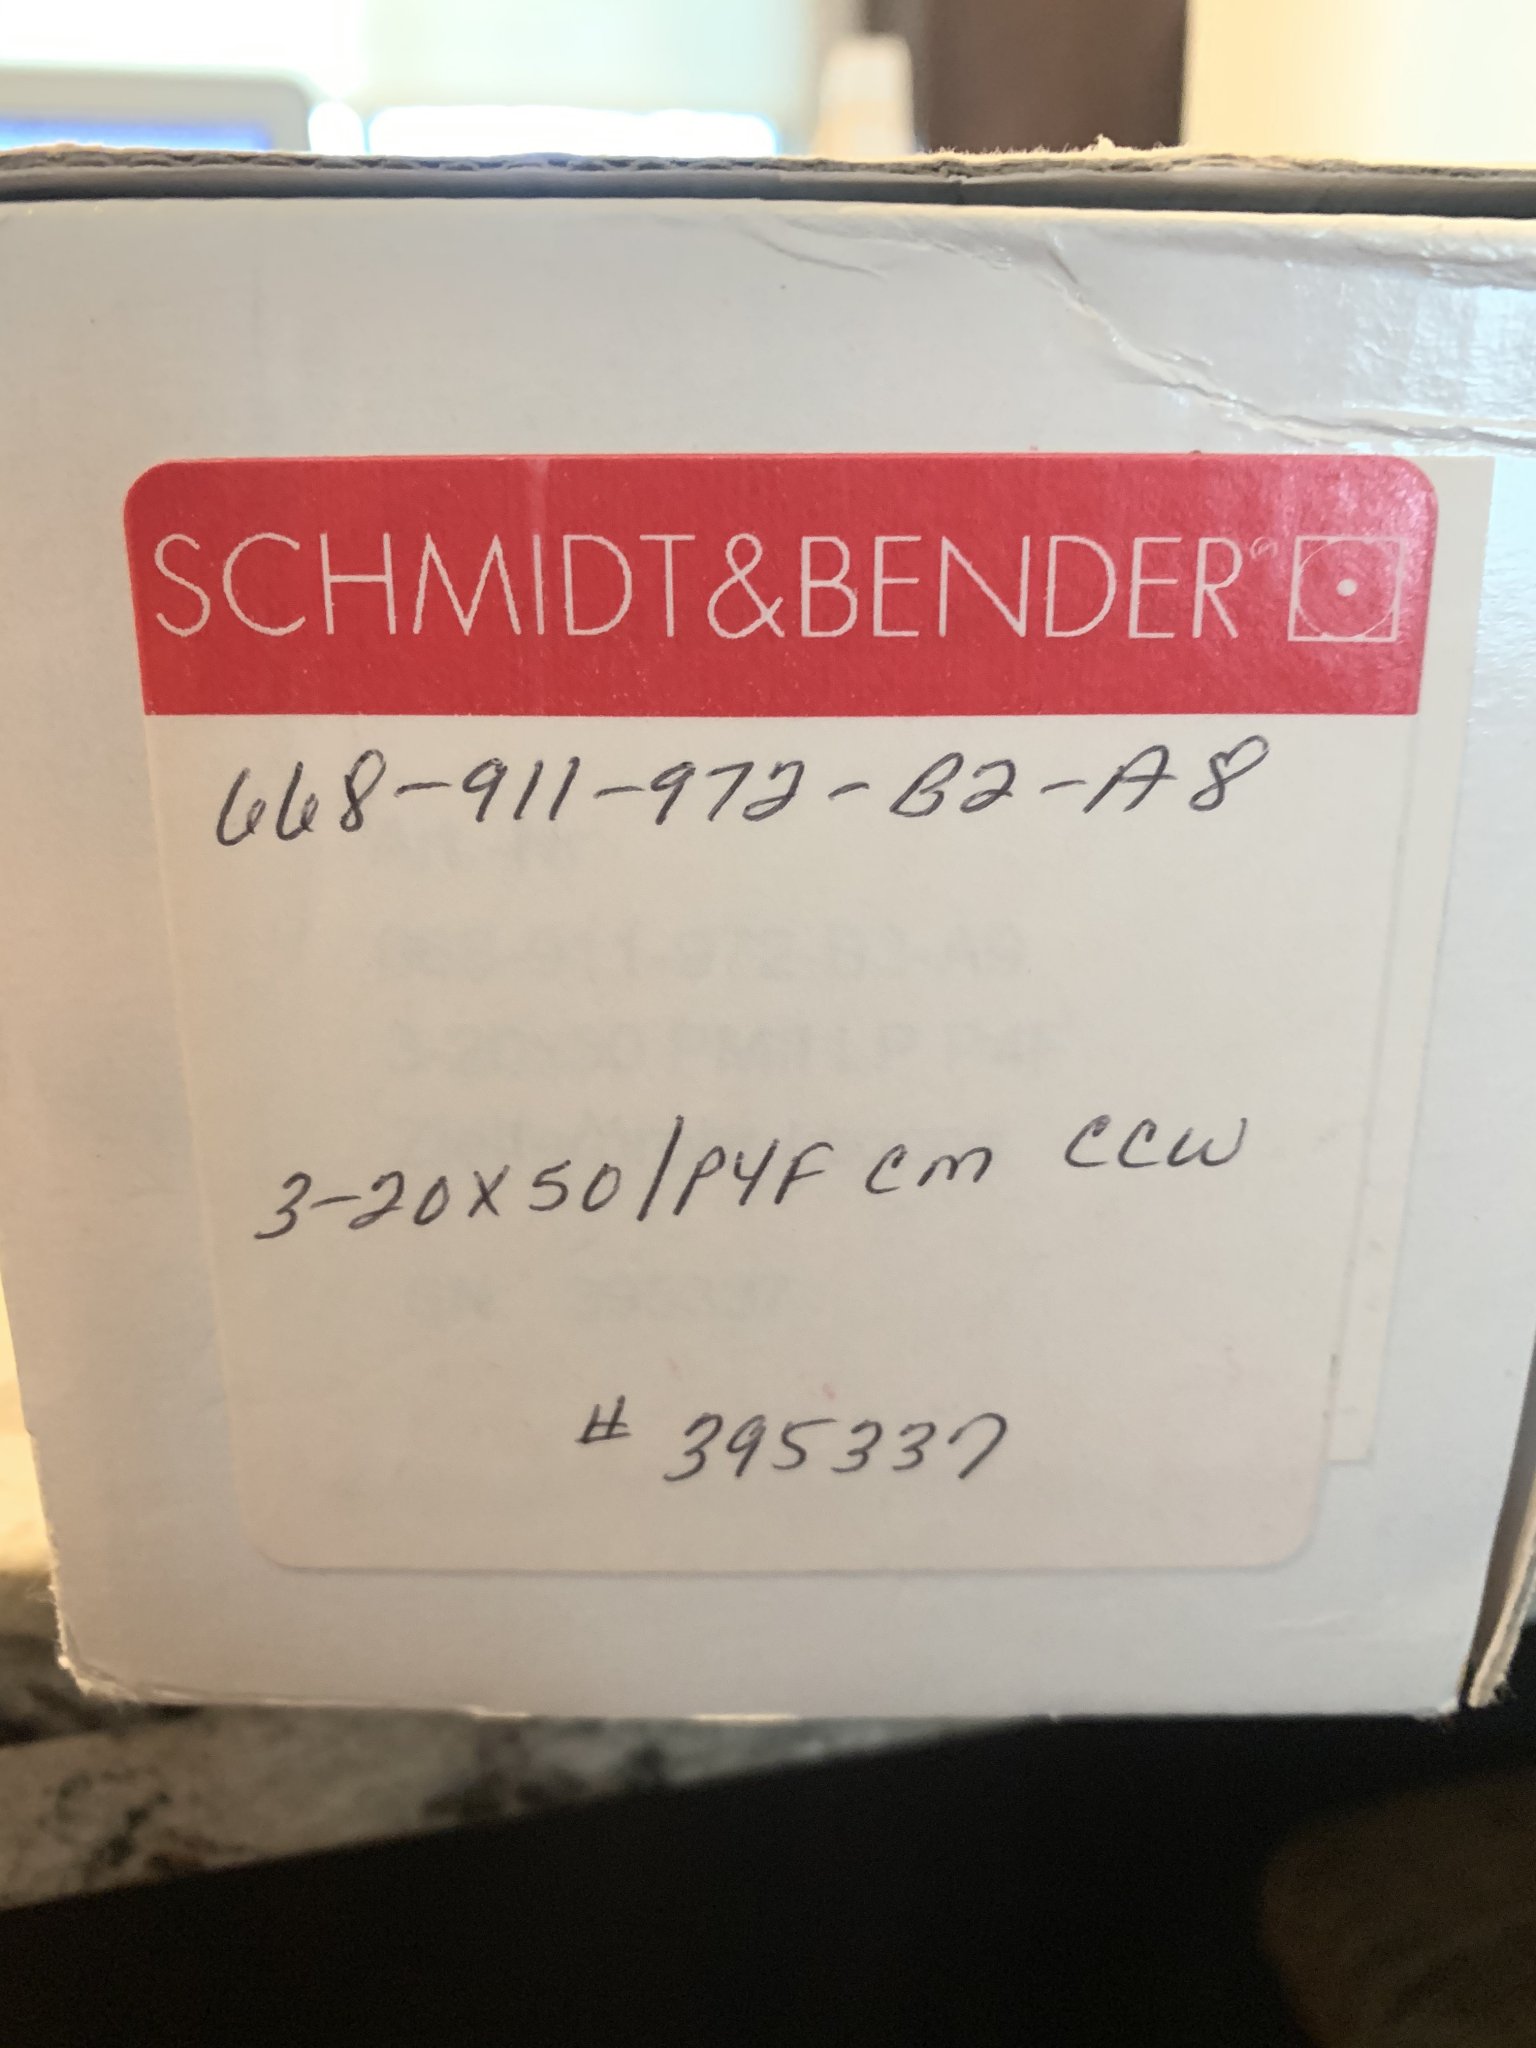 SCHMIDT&BENDER®
668-911-972-B2-A8
3-20x50/P4F CM CCW
# 395337